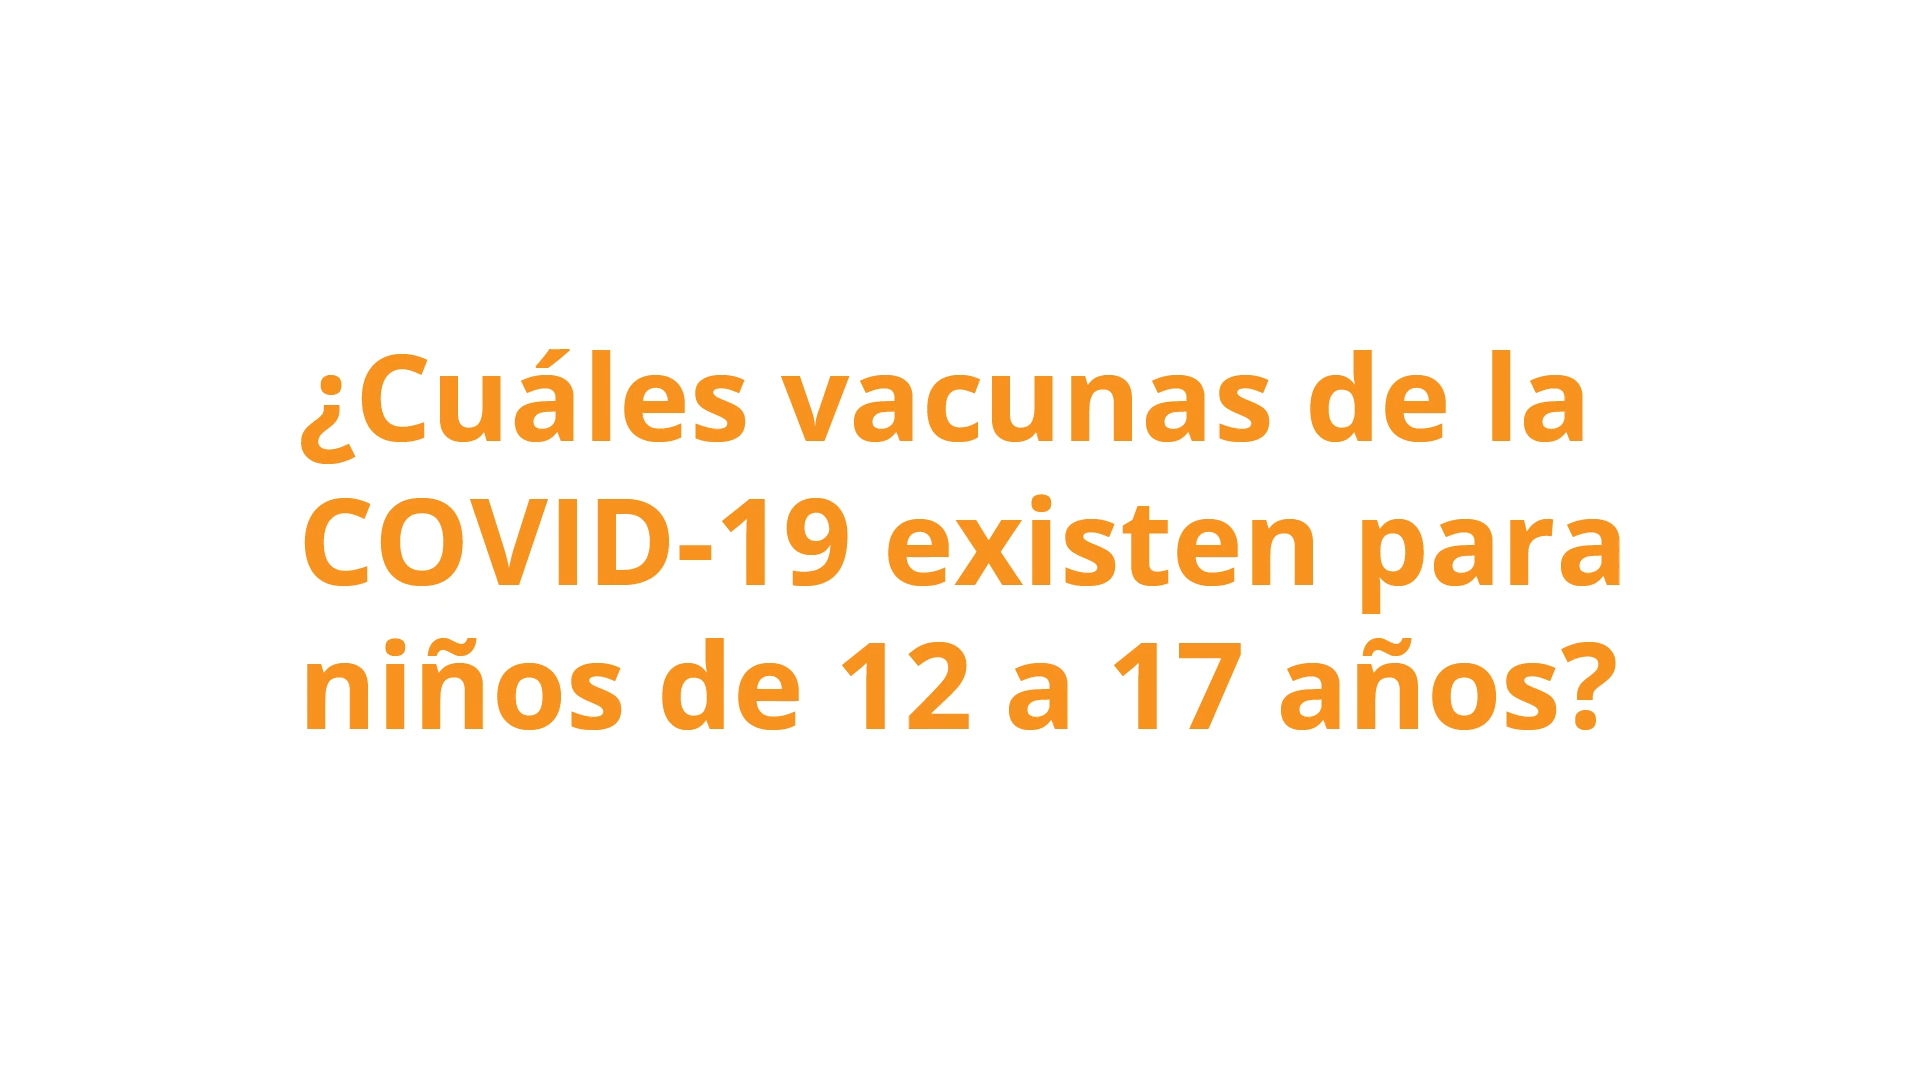 ¿Cuáles vacunas de la
COVID-19 existen para
niños de 12 a 17 años?